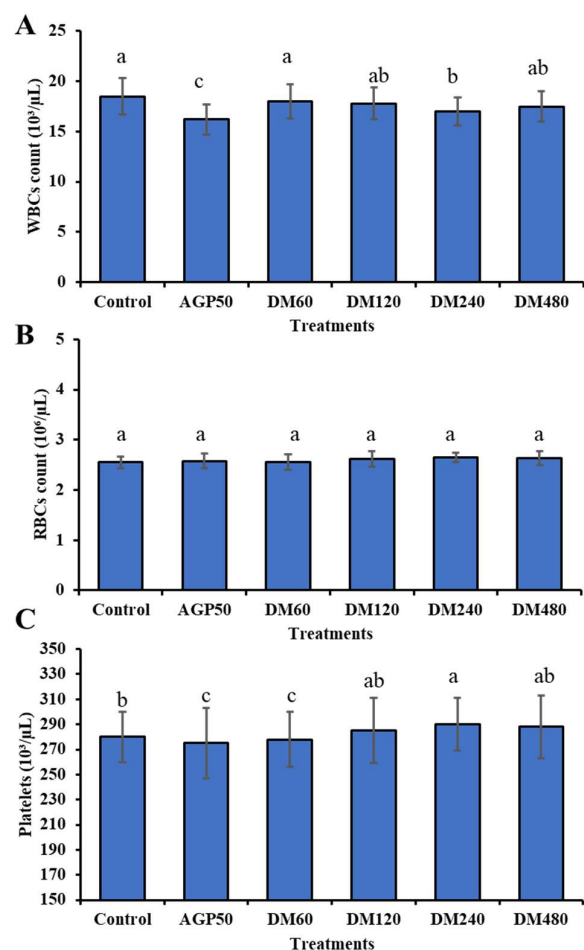 A
WBCs count (10³/μL)
25
20
15
10
5
0
a
c
a
ab
b
ab
Control AGP50 DM60 DM120 DM240 DM480
Treatments
B
RBCs count (10⁶/μL)
5
4
3
2
1
0
a
a
a
a
a
a
Control AGP50 DM60 DM120 DM240 DM480
Treatments
C
Platelets (10³/μL)
350
330
310
290
270
250
230
210
190
170
150
b
c
c
ab
a
ab
Control AGP50 DM60 DM120 DM240 DM480
Treatments